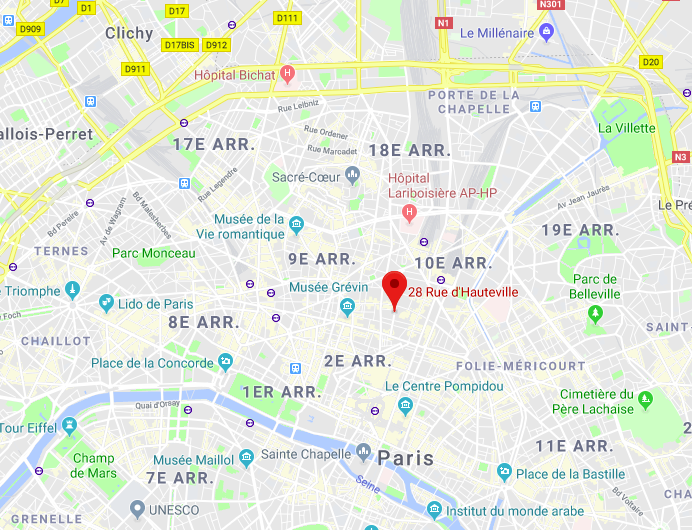 D7
D1
D17
D111
N301
D909
Clichy
N1
Le Millénaire
D17BIS
D912
D911
Hôpital Bichat
D20
PORTE DE LA
CHAPELLE
Rue Leibniz
allois-Perret
Rue Ordener
La Villette
17E ARR.
Rue Marcadet
18E ARR.
N3
Sacré-Cœur
Hôpital
Lariboisière AP-HP
Rue Legendre
Av Jean Jaurès
Le Pré
Bd Malesherbes
Av de Wagram
Bd Pereire
Musée de la
Vie romantique
19E ARR.
TERNES
Parc Monceau
9E ARR.
10E ARR.
Parc de
Belleville
Triomphe
Musée Grévin
28 Rue d'Hauteville
Lido de Paris
Foch
8E ARR.
SAINT-
CHAILLOT
Place de la Concorde
2E ARR.
FOLIE-MÉRICOURT
1ER ARR.
Le Centre Pompidou
Cimetière du
Père Lachaise
Quai d'Orsay
Tour Eiffel
2
11E ARR.
Champ
de Mars
Musée Maillol
Sainte Chapelle
Paris
7E ARR.
Place de la Bastille
Seine
Bd Voltaire
CHA
UNESCO
Institut du monde arabe
GRENELLE